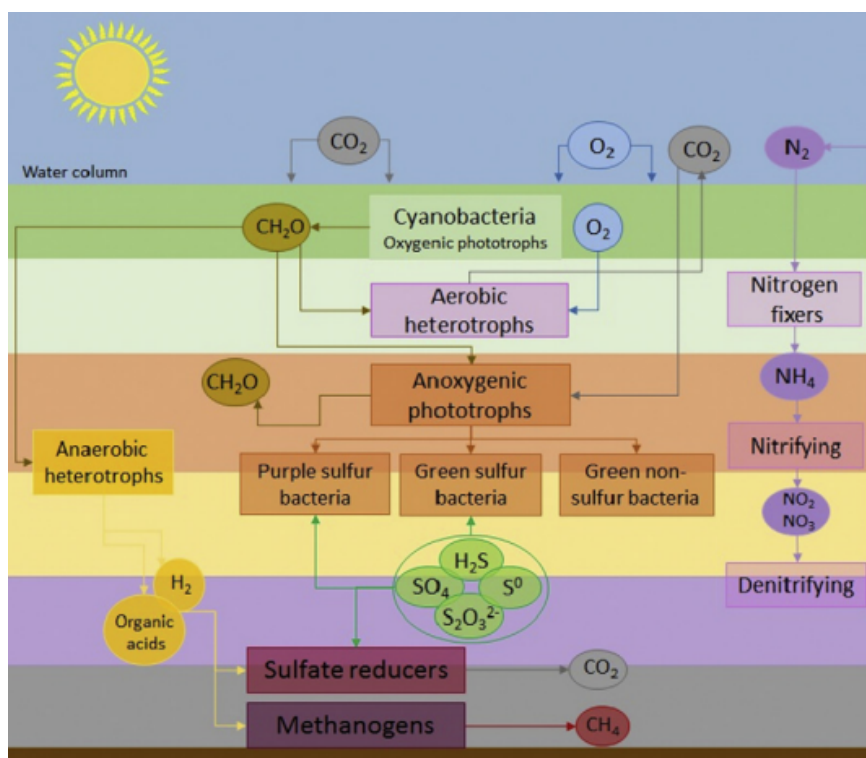 CO₂
O₂
CO₂
N₂
Water column
CH₂O
Cyanobacteria
Oxygenic phototrophs
O₂
Aerobic
heterotrophs
Nitrogen
fixers
CH₂O
Anoxygenic
phototrophs
NH₄
Anaerobic
heterotrophs
Purple sulfur
bacteria
Green sulfur
bacteria
Green non-
sulfur bacteria
Nitrifying
NO₂
NO₃
H₂S
SO₄
S⁰
S₂O₃²⁻
H₂
Organic
acids
Denitrifying
Sulfate reducers
CO₂
Methanogens
CH₄